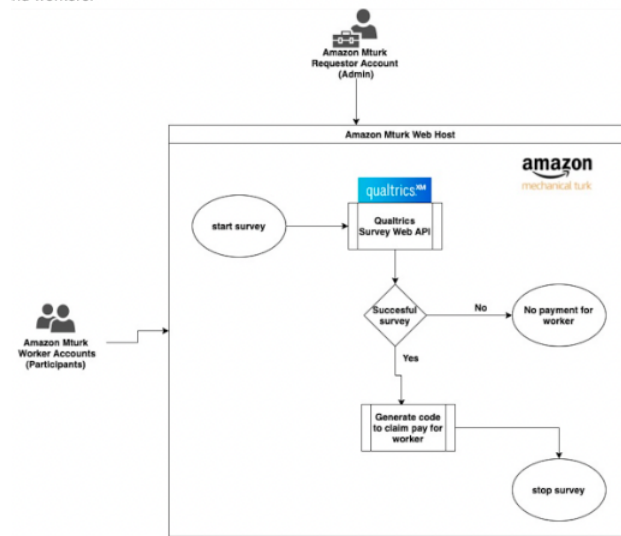 Amazon Mturk
Requestor Account
(Admin)
Amazon Mturk Web Host
amazon
mechanical turk
qualtrics.XM
Qualtrics
Survey Web API
start survey
Succesful
survey
No
No payment for
worker
Amazon Mturk
Worker Accounts
(Participants)
Yes
Generate code
to claim pay for
worker
stop survey